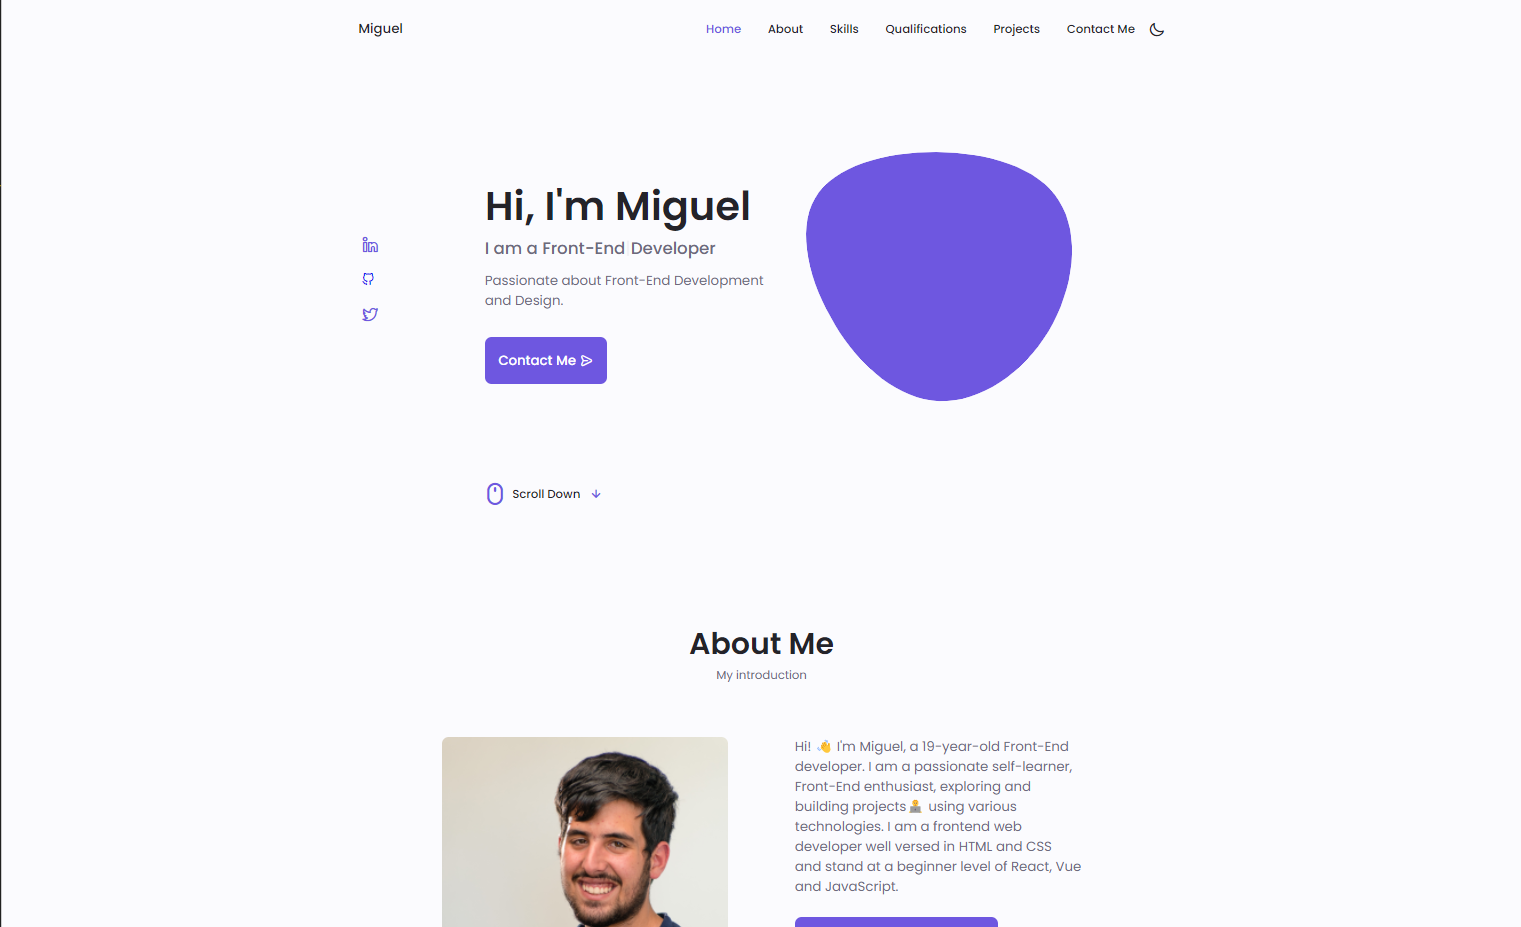 Miguel
Home About Skills Qualifications Projects Contact Me
Hi, I'm Miguel
I am a Front-End Developer
Passionate about Front-End Development
and Design.
Contact Me
Scroll Down
About Me
My introduction
Hi! 👋 I'm Miguel, a 19-year-old Front-End
developer. I am a passionate self-learner,
Front-End enthusiast, exploring and
building projects 👨‍💻 using various
technologies. I am a frontend web
developer well versed in HTML and CSS
and stand at a beginner level of React, Vue
and JavaScript.